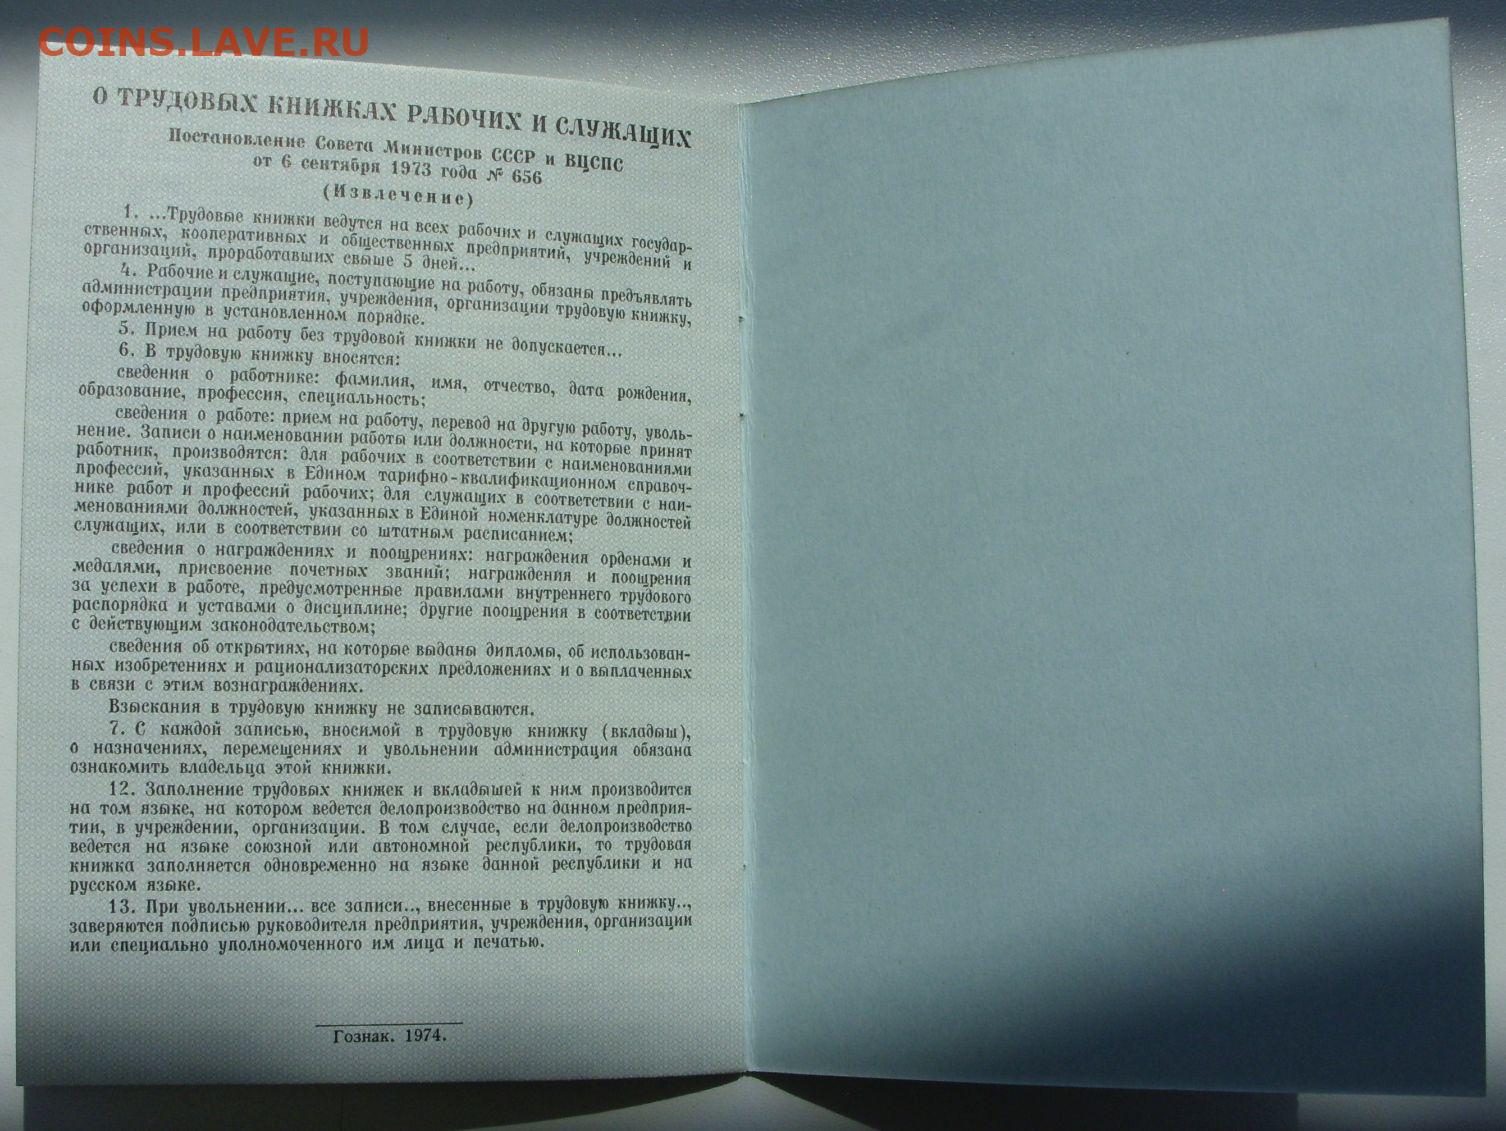 COINS.LAVE.RU
О ТРУДОВЫХ КНИЖКАХ РАБОЧИХ И СЛУЖАЩИХ
Постановление Совета Министров СССР и ВЦСПС
от 6 сентября 1973 года № 656
(Извлечение)
1. ...Трудовые книжки ведутся на всех рабочих и служащих государ-
ственных, кооперативных и общественных предприятий, учреждений и
организаций, проработавших свыше 5 дней...
4. Рабочие и служащие, поступающие на работу, обязаны предъявлять
администрации предприятия, учреждения, организации трудовую книжку,
оформленную в установленном порядке.
5. Прием на работу без трудовой книжки не допускается...
6. В трудовую книжку вносятся:
сведения о работнике: фамилия, имя, отчество, дата рождения,
образование, профессия, специальность;
сведения о работе: прием на работу, перевод на другую работу, уволь-
нение. Записи о наименовании работы или должности, на которые принят
работник, производятся: для рабочих в соответствии с наименованиями
профессий, указанных в Едином тарифно-квалификационном справоч-
нике работ и профессий рабочих; для служащих в соответствии с наи-
менованиями должностей, указанных в Единой номенклатуре должностей
служащих, или в соответствии со штатным расписанием;
сведения о награждениях и поощрениях: награждения орденами и
медалями, присвоение почетных званий; награждения и поощрения
за успехи в работе, предусмотренные правилами внутреннего трудового
распорядка и уставами о дисциплине; другие поощрения в соответствии
с действующим законодательством;
сведения об открытиях, на которые выданы дипломы, об использован-
ных изобретениях и рационализаторских предложениях и о выплаченных
в связи с этим вознаграждениях.
Взыскания в трудовую книжку не записываются.
7. С каждой записью, вносимой в трудовую книжку (вкладыш),
о назначениях, перемещениях и увольнении администрация обязана
ознакомить владельца этой книжки.
12. Заполнение трудовых книжек и вкладышей к ним производится
на том языке, на котором ведется делопроизводство на данном предприя-
тии, в учреждении, организации. В том случае, если делопроизводство
ведется на языке союзной или автономной республики, то трудовая
книжка заполняется одновременно на языке данной республики и на
русском языке.
13. При увольнении... все записи.., внесенные в трудовую книжку..,
заверяются подписью руководителя предприятия, учреждения, организации
или специально уполномоченного им лица и печатью.
Гознак. 1974.